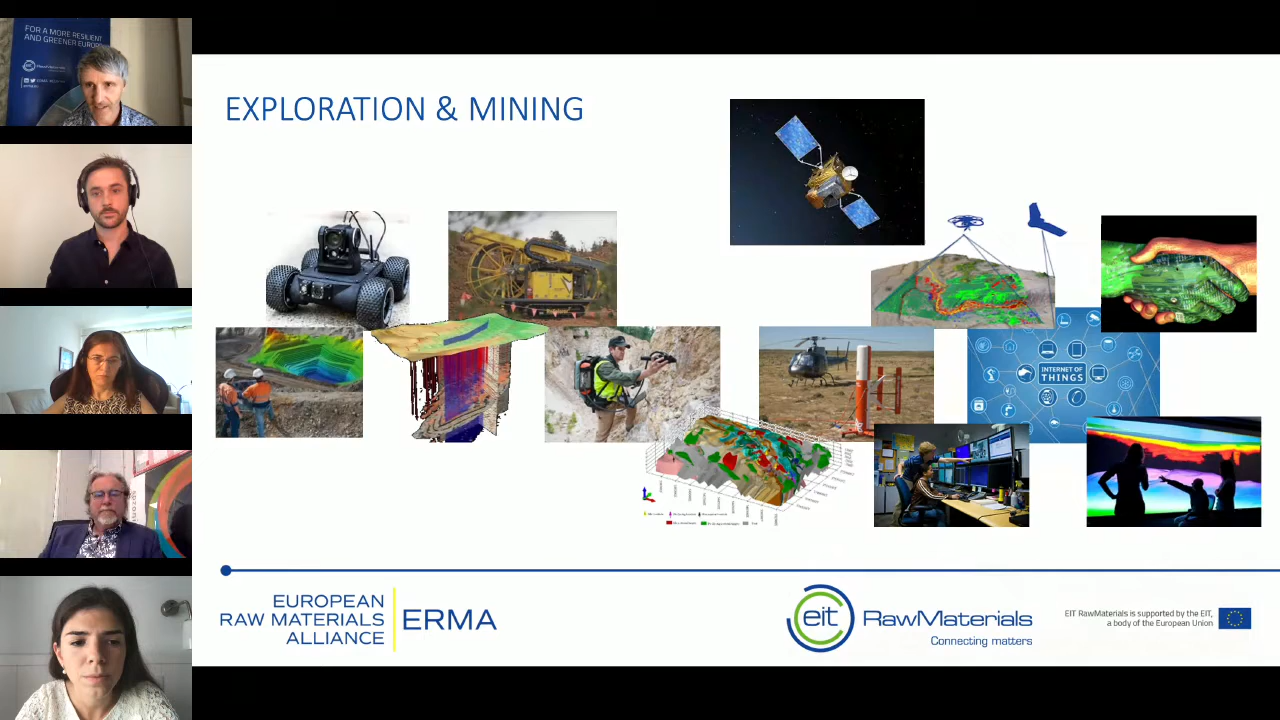 FOR A MORE RESILIENT
AND GREENER EUROPE
EXPLORATION & MINING
INTERNET OF
THINGS
EUROPEAN
RAW MATERIALS
ALLIANCE
ERMA
eit
RawMaterials
Connecting matters
EIT RawMaterials is supported by the EIT,
a body of the European Union